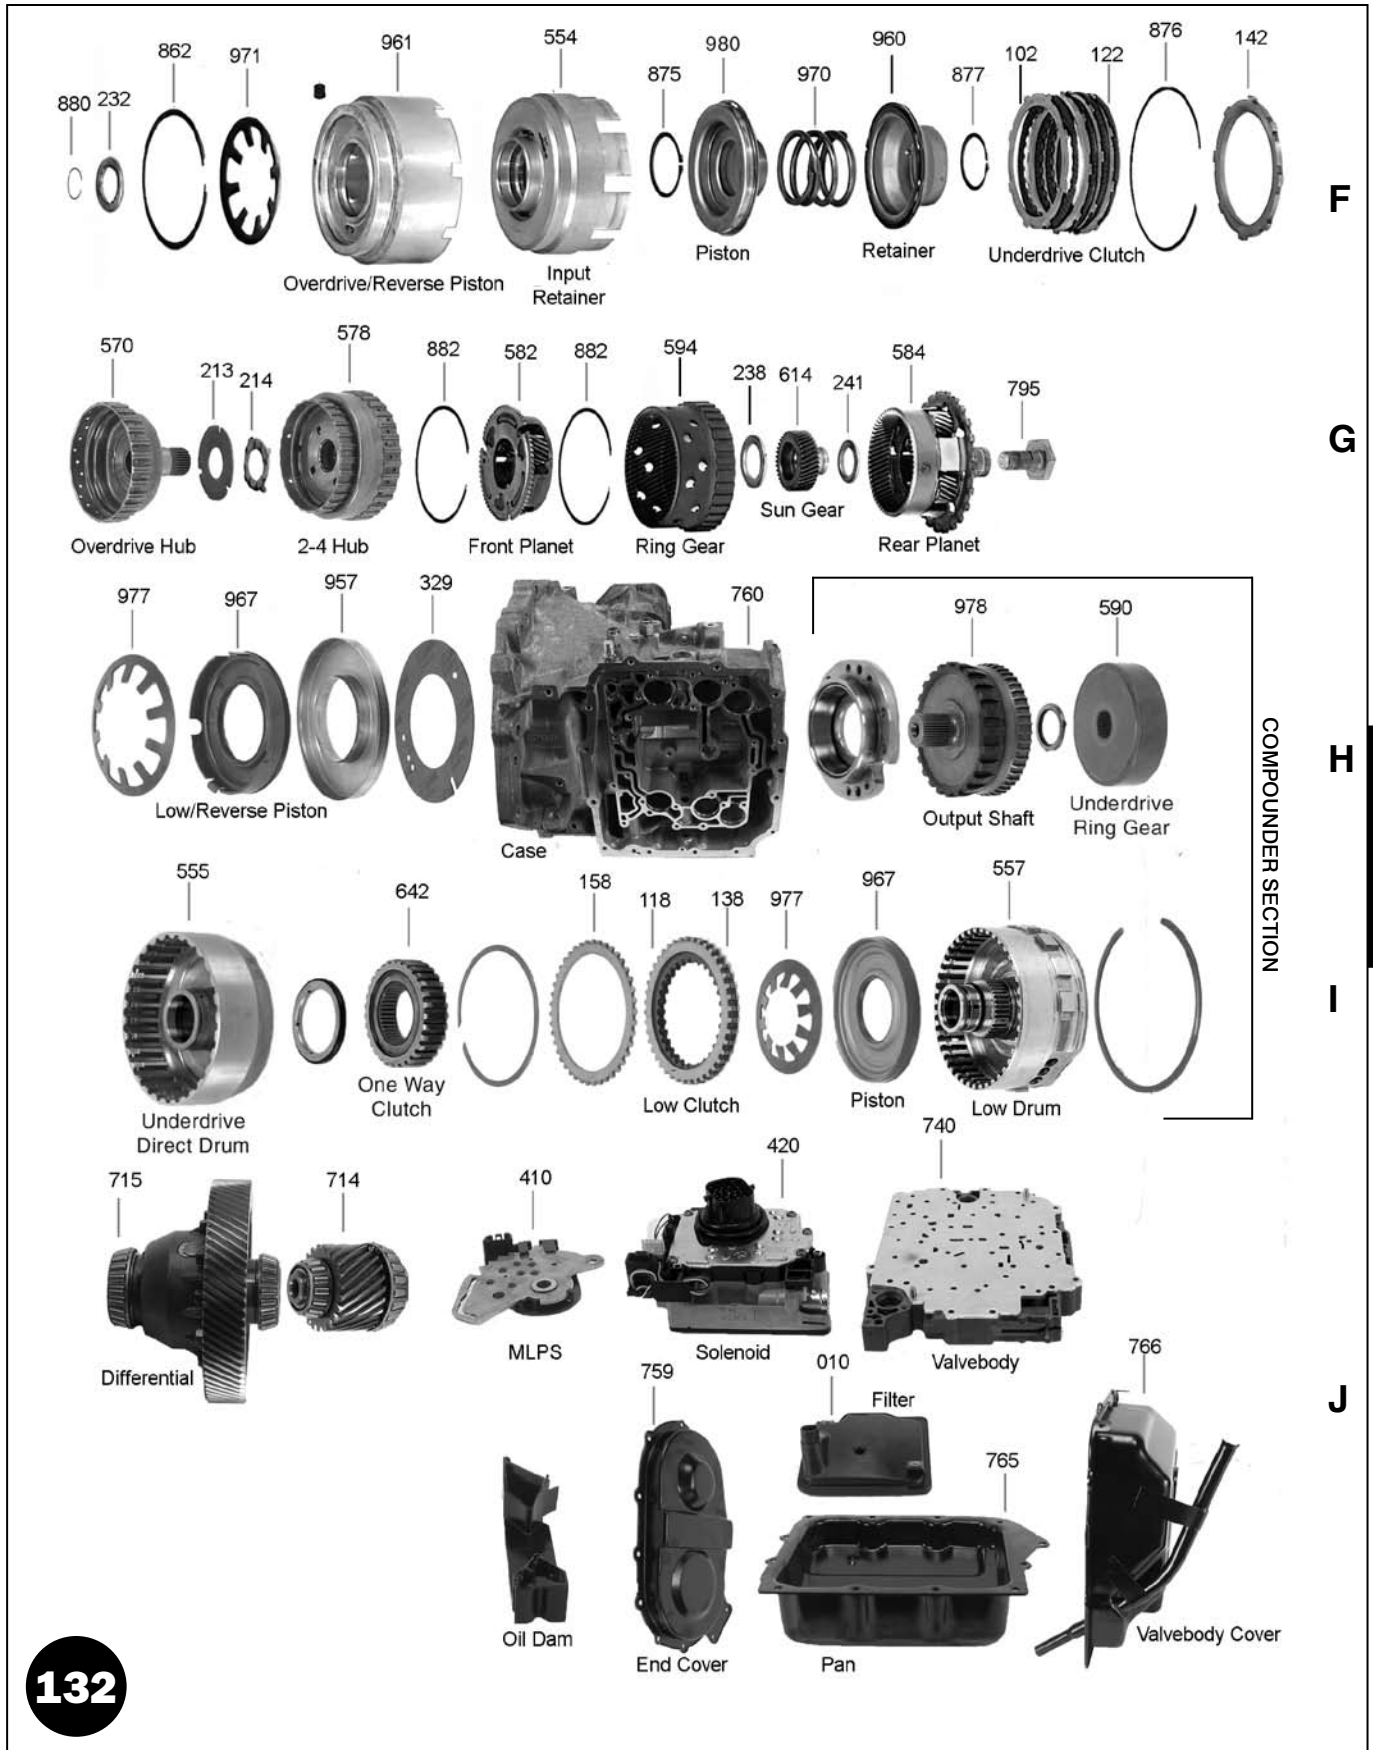 862
971
961
554
980
960
876
142
880
232
875
970
877
102
122
Overdrive/Reverse Piston
Input
Retainer
Piston
Retainer
Underdrive Clutch
F
570
213
214
578
882
582
882
594
238
614
241
584
795
Overdrive Hub
2-4 Hub
Front Planet
Ring Gear
Sun Gear
Rear Planet
G
977
967
957
329
760
978
590
Low/Reverse Piston
Case
Output Shaft
Underdrive
Ring Gear
H
COMPOUNDER SECTION
555
642
158
118
138
977
967
557
Underdrive
Direct Drum
One Way
Clutch
Low Clutch
Piston
Low Drum
I
715
714
410
420
740
Differential
MLPS
Solenoid
Valvebody
J
759
010
Filter
765
766
Oil Dam
End Cover
Pan
Valvebody Cover
132